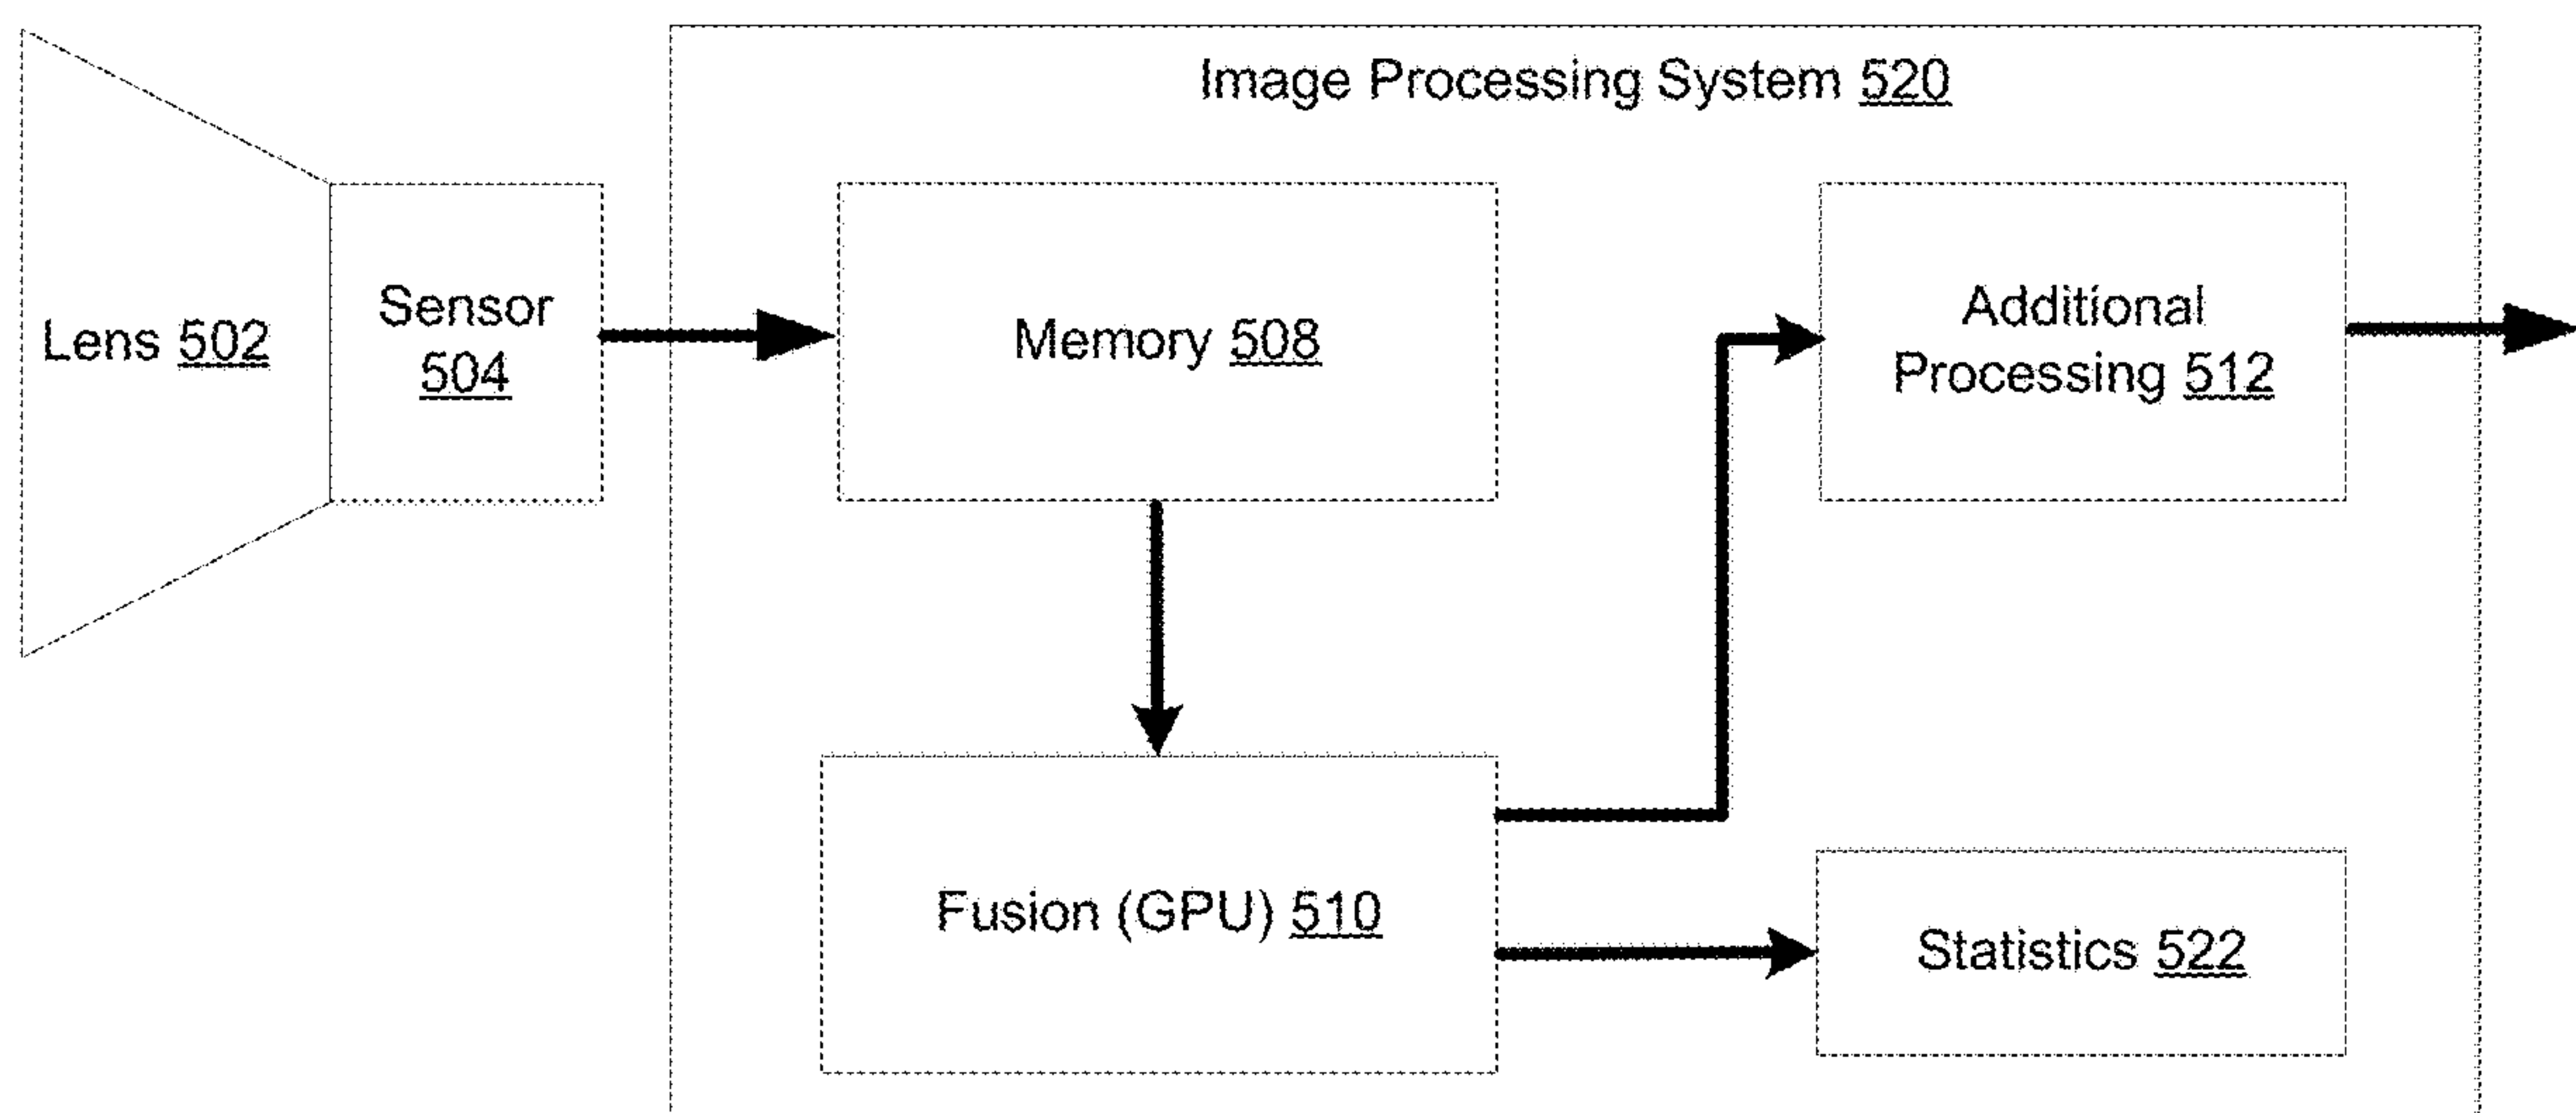 Image Processing System 520
Lens 502
Sensor
504
Memory 508
Additional
Processing 512
Fusion (GPU) 510
Statistics 522